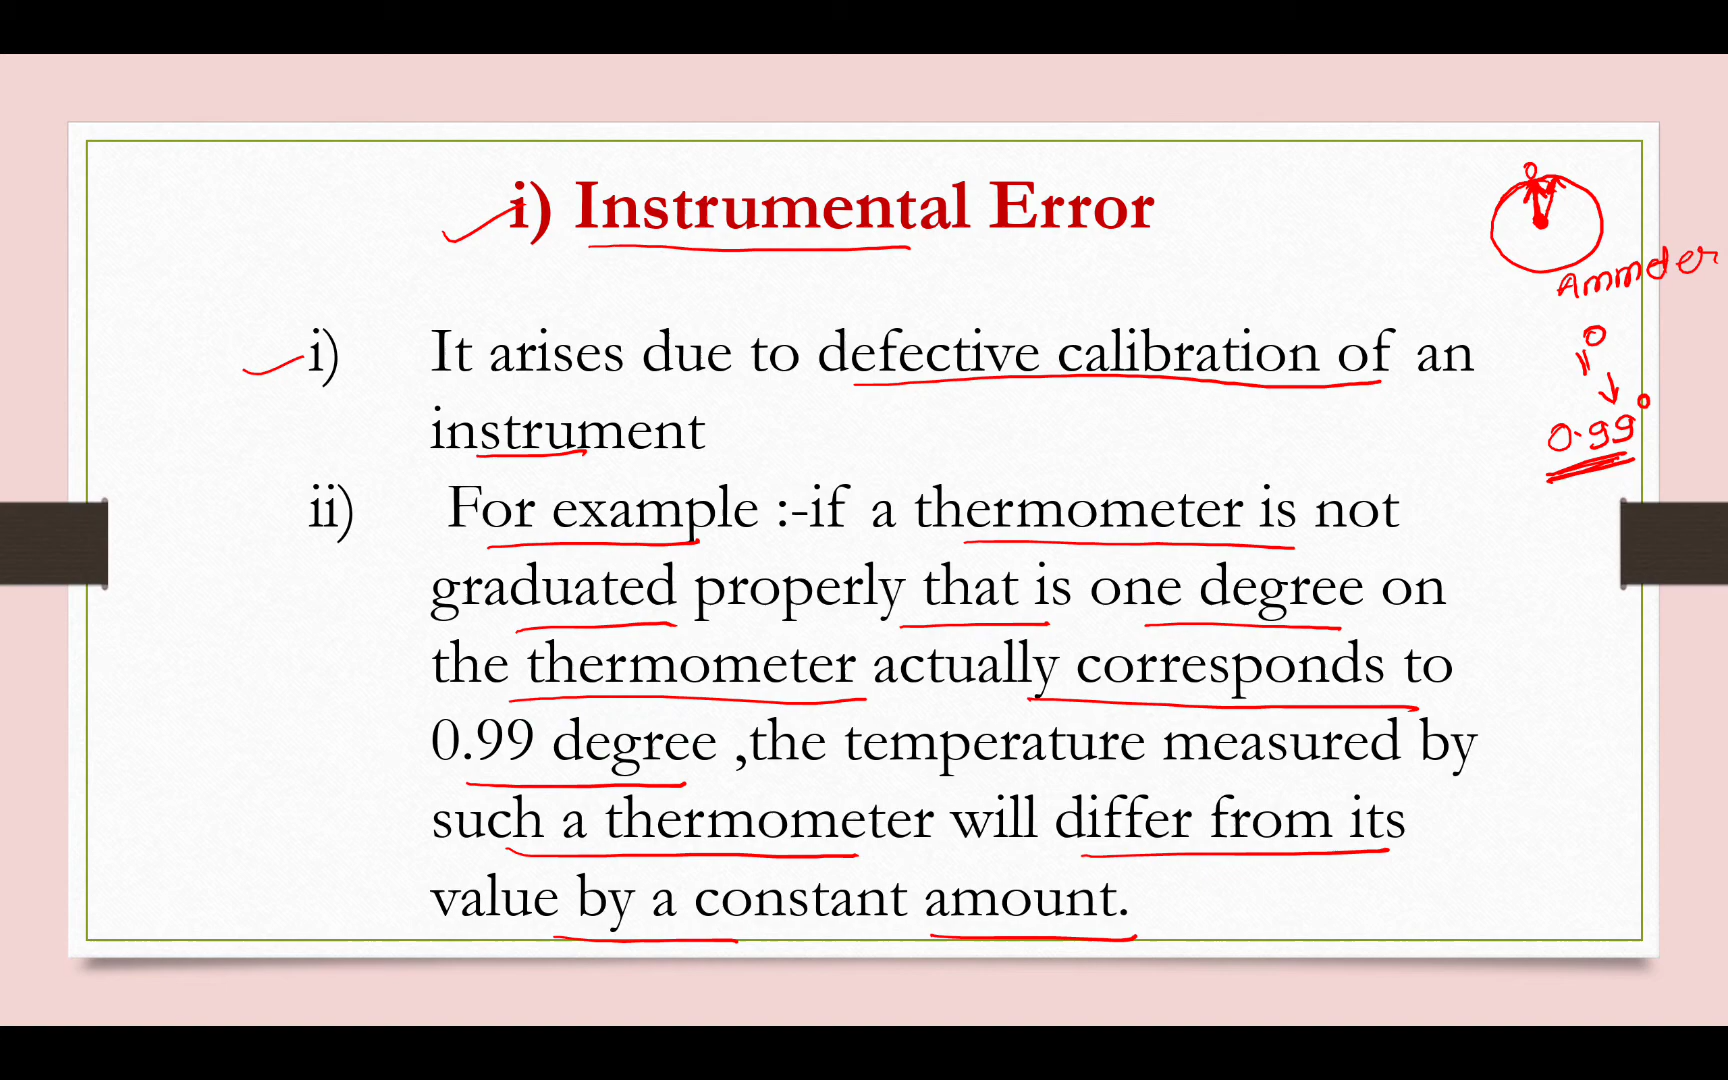 i) Instrumental Error
i) It arises due to defective calibration of an
instrument
ii) For example :-if a thermometer is not
graduated properly that is one degree on
the thermometer actually corresponds to
0.99 degree ,the temperature measured by
such a thermometer will differ from its
value by a constant amount.
0
Ammeter
0
0.99°